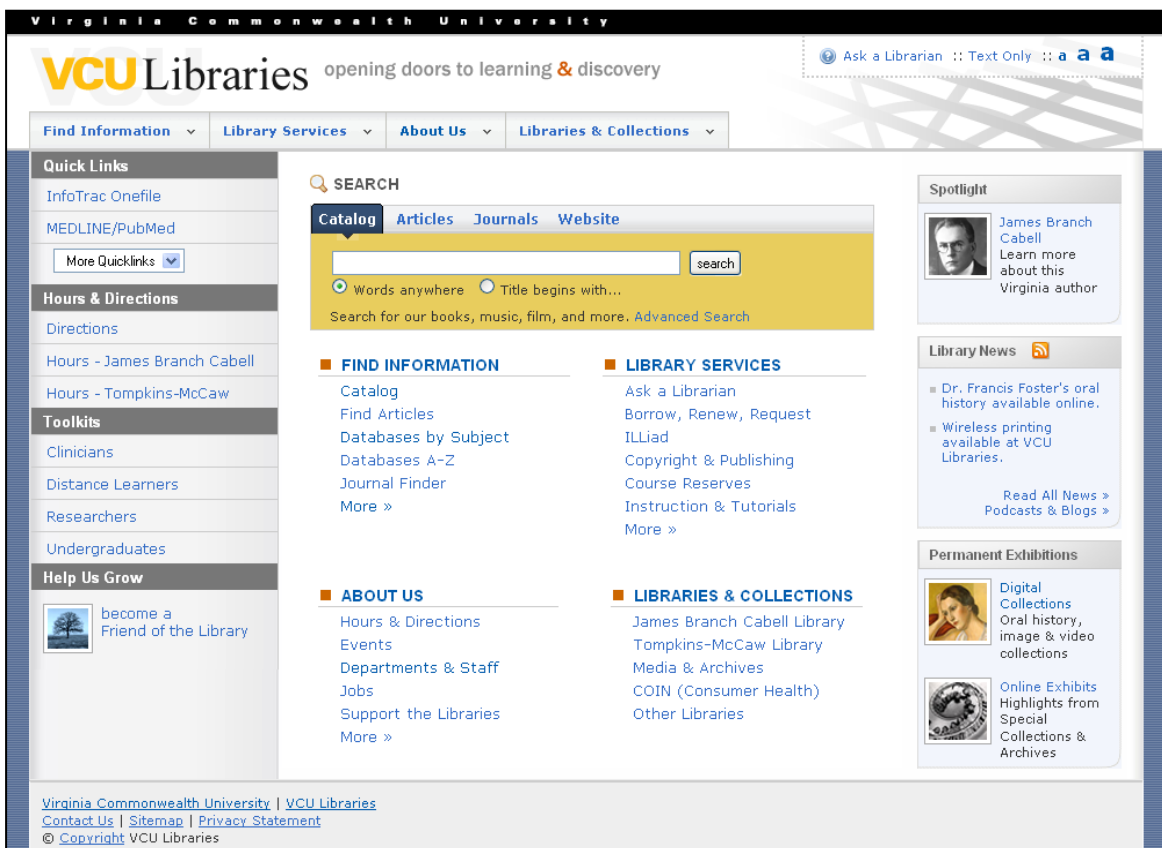 Virginia Commonwealth University
VCU Libraries opening doors to learning & discovery
Ask a Librarian :: Text Only :: a a a
Find Information
Library Services
About Us
Libraries & Collections
Quick Links
InfoTrac Onefile
MEDLINE/PubMed
More Quicklinks
Hours & Directions
Directions
Hours - James Branch Cabell
Hours - Tompkins-McCaw
Toolkits
Clinicians
Distance Learners
Researchers
Undergraduates
Help Us Grow
become a
Friend of the Library
SEARCH
Catalog Articles Journals Website
search
Words anywhere Title begins with...
Search for our books, music, film, and more. Advanced Search
FIND INFORMATION
Catalog
Find Articles
Databases by Subject
Databases A-Z
Journal Finder
More »
LIBRARY SERVICES
Ask a Librarian
Borrow, Renew, Request
ILLiad
Copyright & Publishing
Course Reserves
Instruction & Tutorials
More »
ABOUT US
Hours & Directions
Events
Departments & Staff
Jobs
Support the Libraries
More »
LIBRARIES & COLLECTIONS
James Branch Cabell Library
Tompkins-McCaw Library
Media & Archives
COIN (Consumer Health)
Other Libraries
Spotlight
James Branch
Cabell
Learn more
about this
Virginia author
Library News
Dr. Francis Foster's oral
history available online.
Wireless printing
available at VCU
Libraries.
Read All News »
Podcasts & Blogs »
Permanent Exhibitions
Digital
Collections
Oral history,
image & video
collections
Online Exhibits
Highlights from
Special
Collections &
Archives
Virginia Commonwealth University | VCU Libraries
Contact Us | Sitemap | Privacy Statement
© Copyright VCU Libraries